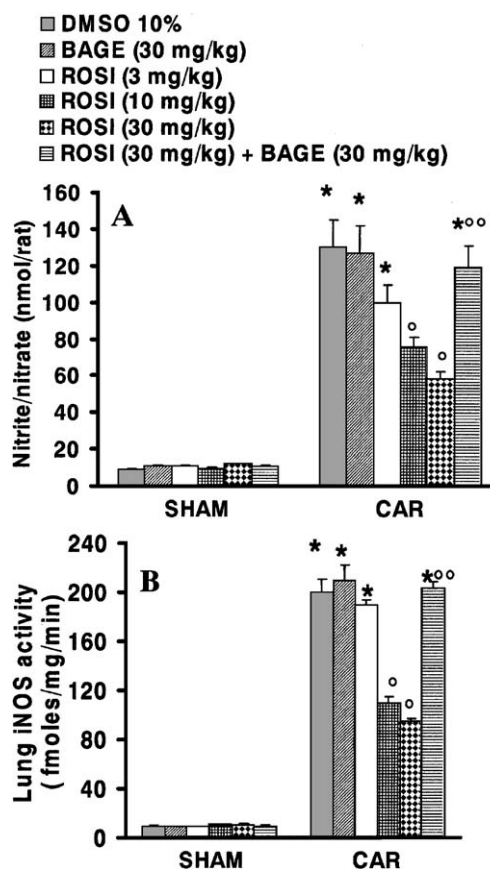 DMSO 10%
BAGE (30 mg/kg)
ROSI (3 mg/kg)
ROSI (10 mg/kg)
ROSI (30 mg/kg)
ROSI (30 mg/kg) + BAGE (30 mg/kg)
A
Nitrite/nitrate (nmol/rat)
160
140
120
100
80
60
40
20
0
* * * ° ° *°°
SHAM CAR
B
Lung iNOS activity
( fmoles/mg/min)
240
200
160
120
80
40
0
* * * ° ° *°°
SHAM CAR